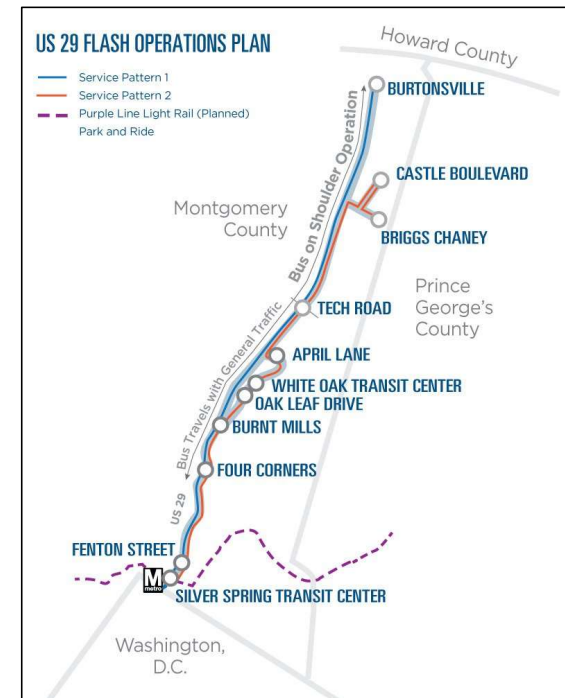 US 29 FLASH OPERATIONS PLAN
Service Pattern 1
Service Pattern 2
Purple Line Light Rail (Planned)
Park and Ride
Howard County
BURTONSVILLE
Bus on Shoulder Operation
CASTLE BOULEVARD
Montgomery
County
BRIGGS CHANEY
Prince
George's
County
TECH ROAD
Bus Travels with General Traffic
APRIL LANE
WHITE OAK TRANSIT CENTER
OAK LEAF DRIVE
BURNT MILLS
FOUR CORNERS
US 29
FENTON STREET
M
metro
SILVER SPRING TRANSIT CENTER
Washington,
D.C.